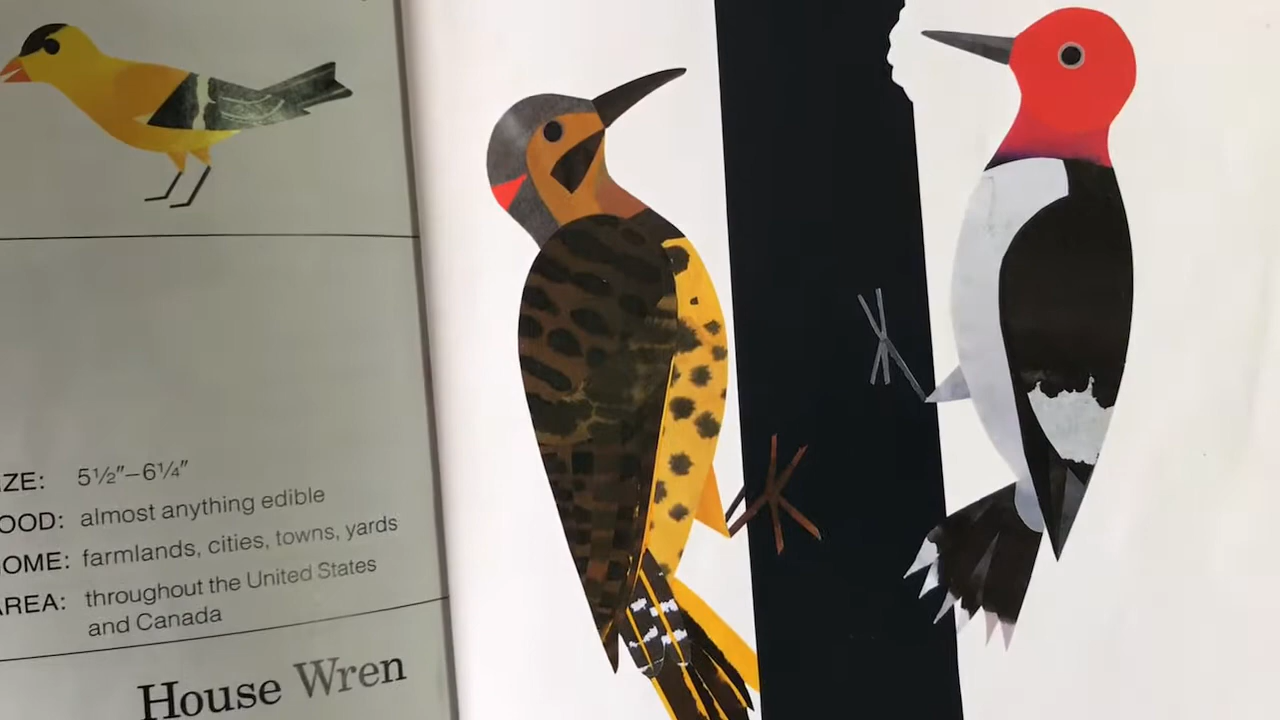 ZE: 5½"–6¼"
OOD: almost anything edible
OME: farmlands, cities, towns, yards
AREA: throughout the United States
and Canada
House Wren